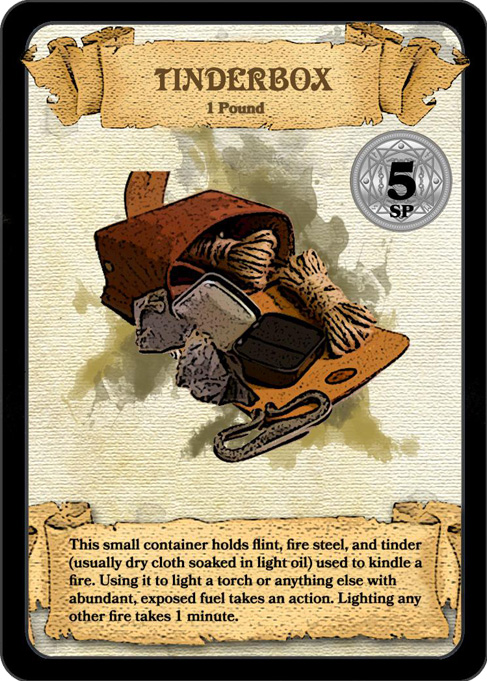 TINDERBOX
1 Pound
5
SP
This small container holds flint, fire steel, and tinder
(usually dry cloth soaked in light oil) used to kindle a
fire. Using it to light a torch or anything else with
abundant, exposed fuel takes an action. Lighting any
other fire takes 1 minute.